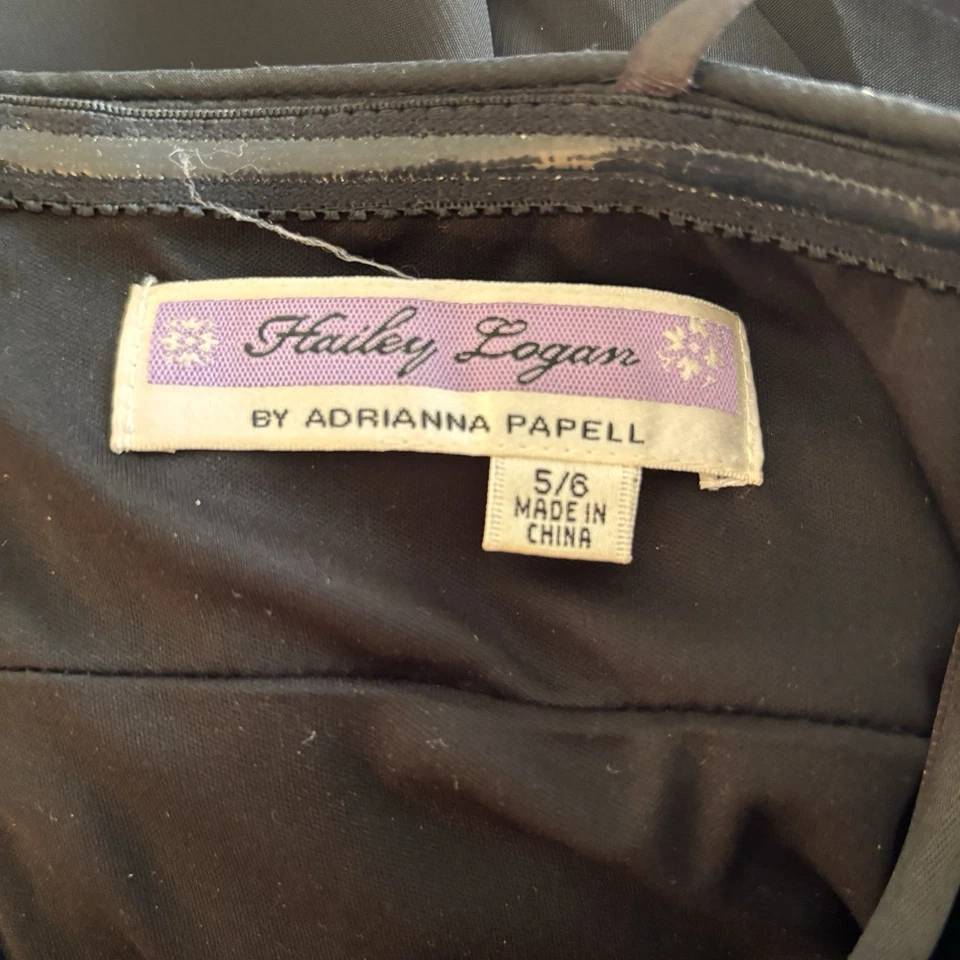 Hailey Logan
BY ADRIANNA PAPELL
5/6
MADE IN
CHINA